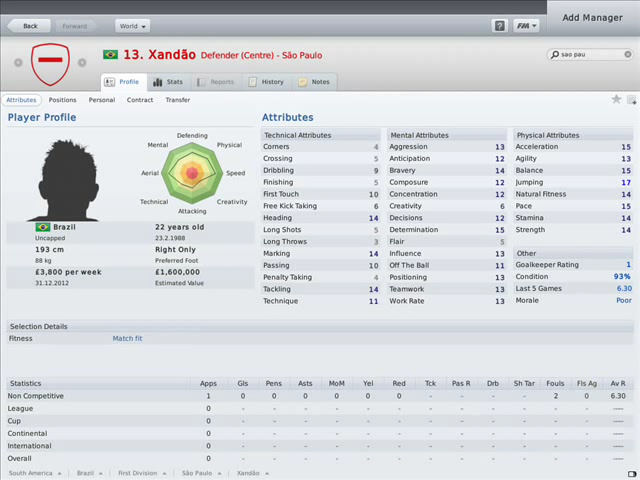 Add Manager
Back Forward World ? FM
13. Xandão Defender (Centre) - São Paulo
sao pau
Profile Stats Reports History Notes
Attributes Positions Personal Contract Transfer
Player Profile
Defending
Mental Physical
Aerial Speed
Technical Creativity
Attacking
Brazil 22 years old
Uncapped 23.2.1988
193 cm Right Only
88 kg Preferred Foot
£3,800 per week £1,600,000
31.12.2012 Estimated Value
Attributes
Technical Attributes
Corners 4
Crossing 5
Dribbling 9
Finishing 5
First Touch 10
Free Kick Taking 6
Heading 14
Long Shots 5
Long Throws 3
Marking 14
Passing 10
Penalty Taking 4
Tackling 14
Technique 11
Mental Attributes
Aggression 13
Anticipation 12
Bravery 14
Composure 12
Concentration 12
Creativity 6
Decisions 12
Determination 15
Flair 5
Influence 13
Off The Ball 11
Positioning 13
Teamwork 13
Work Rate 13
Physical Attributes
Acceleration 15
Agility 13
Balance 15
Jumping 17
Natural Fitness 14
Pace 15
Stamina 14
Strength 14
Other
Goalkeeper Rating 1
Condition 93%
Last 5 Games 6.30
Morale Poor
Selection Details
Fitness Match fit
Statistics Apps Gls Pens Asts MoM Yel Red Tck Pas R Drb Sh Tar Fouls Fls Ag Av R
Non Competitive 1 0 0 0 0 0 0 - - - - 2 0 6.30
League 0 - - - - - - - - - - - - ----
Cup 0 - - - - - - - - - - - - ----
Continental 0 - - - - - - - - - - - - ----
International 0 - - - - - - - - - - - - ----
Overall 0 - - - - - - - - - - - - ----
South America Brazil First Division São Paulo Xandão